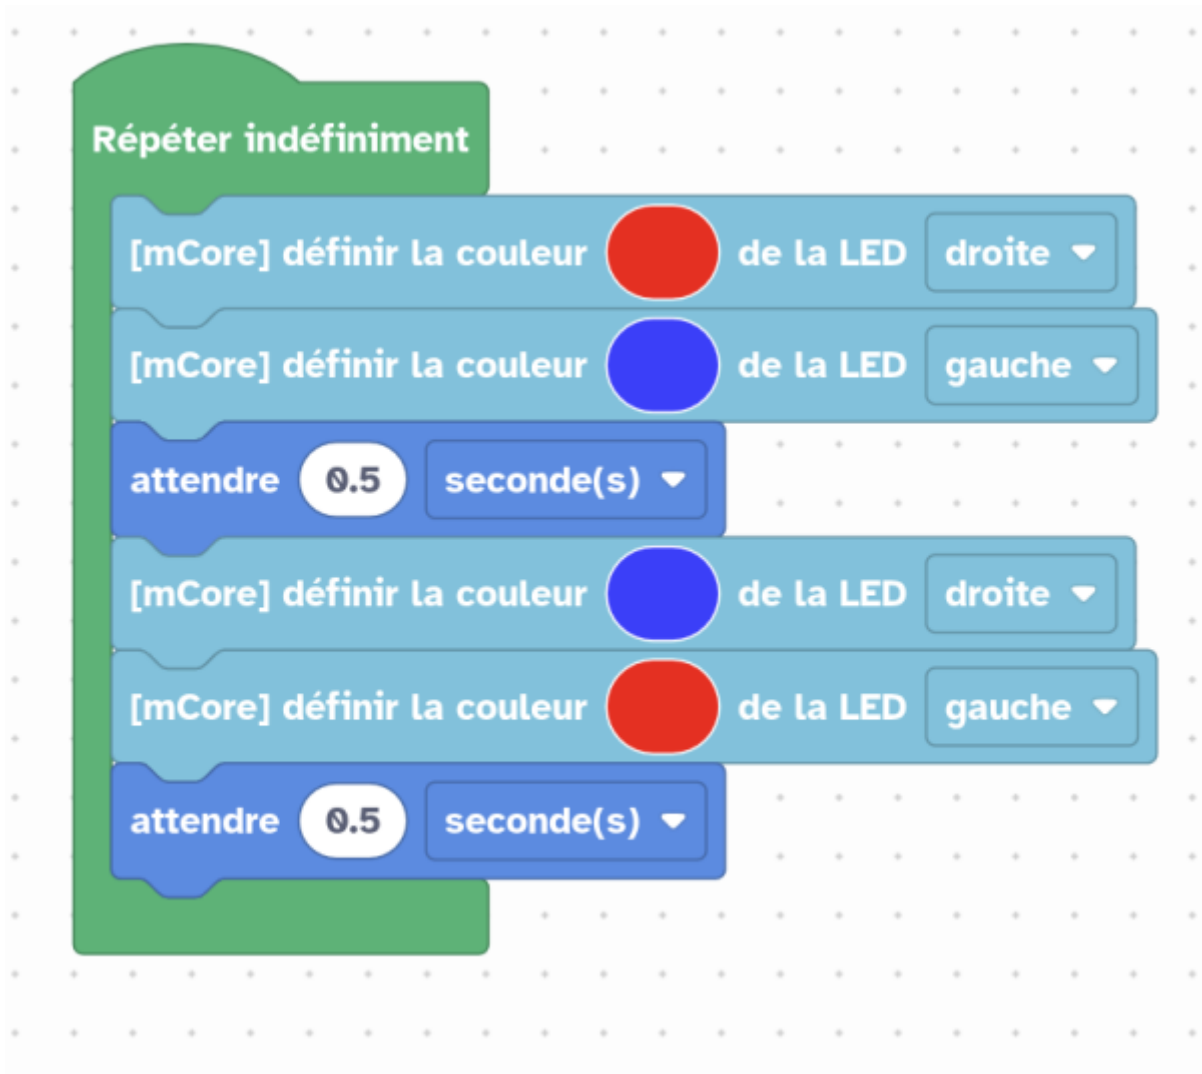 Répéter indéfiniment
[mCore] définir la couleur de la LED droite
[mCore] définir la couleur de la LED gauche
attendre 0.5 seconde(s)
[mCore] définir la couleur de la LED droite
[mCore] définir la couleur de la LED gauche
attendre 0.5 seconde(s)